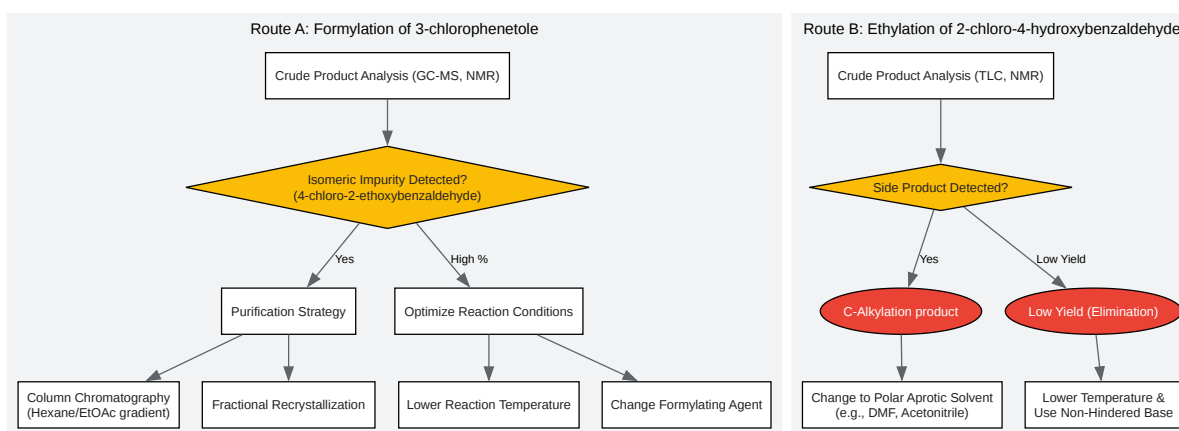 Route A: Formylation of 3-chlorophenetole
Crude Product Analysis (GC-MS, NMR)
Isomeric Impurity Detected?
(4-chloro-2-ethoxybenzaldehyde)
Yes
High %
Purification Strategy
Optimize Reaction Conditions
Column Chromatography
(Hexane/EtOAc gradient)
Fractional Recrystallization
Lower Reaction Temperature
Change Formylating Agent
Route B: Ethylation of 2-chloro-4-hydroxybenzaldehyde
Crude Product Analysis (TLC, NMR)
Side Product Detected?
Yes
Low Yield
C-Alkylation product
Low Yield (Elimination)
Change to Polar Aprotic Solvent
(e.g., DMF, Acetonitrile)
Lower Temperature &
Use Non-Hindered Base